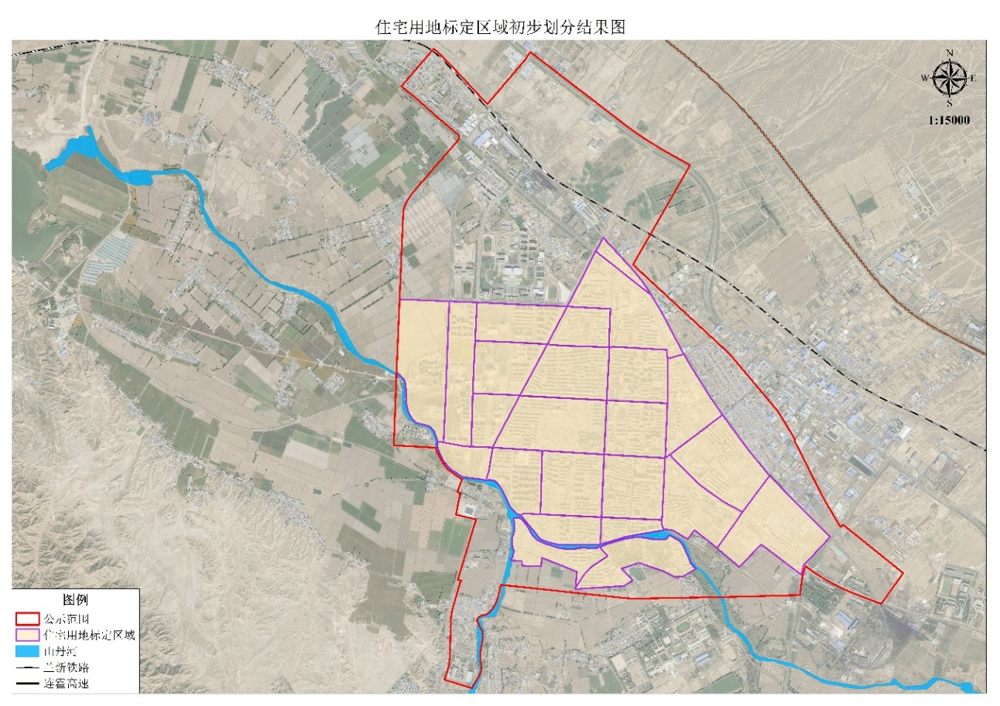 住宅用地标定区域初步划分结果图
N
W E
S
1:15000
图例
公示范围
住宅用地标定区域
山丹河
兰新铁路
连霍高速